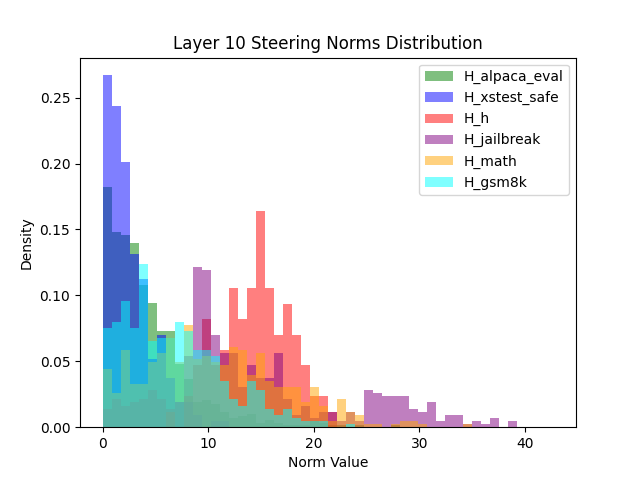 Layer 10 Steering Norms Distribution
H_alpaca_eval
H_xstest_safe
H_h
H_jailbreak
H_math
H_gsm8k
Density
0.25
0.20
0.15
0.10
0.05
0.00
0
10
20
30
40
Norm Value